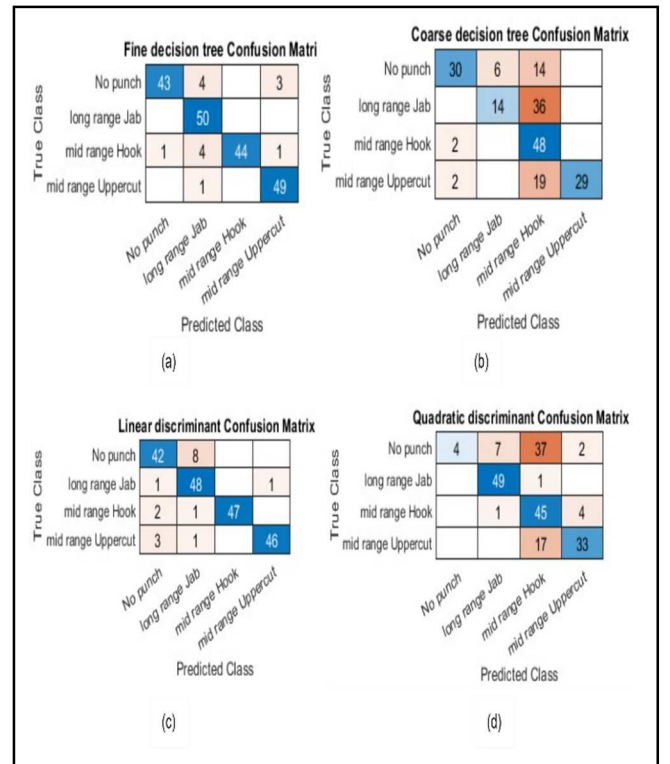 Fine decision tree Confusion Matri
True Class
No punch 43 4 3
long range Jab 50
mid range Hook 1 4 44 1
mid range Uppercut 1 49
No punch
long range Jab
mid range Hook
mid range Uppercut
Predicted Class
(a)
Coarse decision tree Confusion Matrix
True Class
No punch 30 6 14
long range Jab 14 36
mid range Hook 2 48
mid range Uppercut 2 19 29
No punch
long range Jab
mid range Hook
mid range Uppercut
Predicted Class
(b)
Linear discriminant Confusion Matrix
True Class
No punch 42 8
long range Jab 1 48 1
mid range Hook 2 1 47
mid range Uppercut 3 1 46
No punch
long range Jab
mid range Hook
mid range Uppercut
Predicted Class
(c)
Quadratic discriminant Confusion Matrix
True Class
No punch 4 7 37 2
long range Jab 49 1
mid range Hook 1 45 4
mid range Uppercut 17 33
No punch
long range Jab
mid range Hook
mid range Uppercut
Predicted Class
(d)